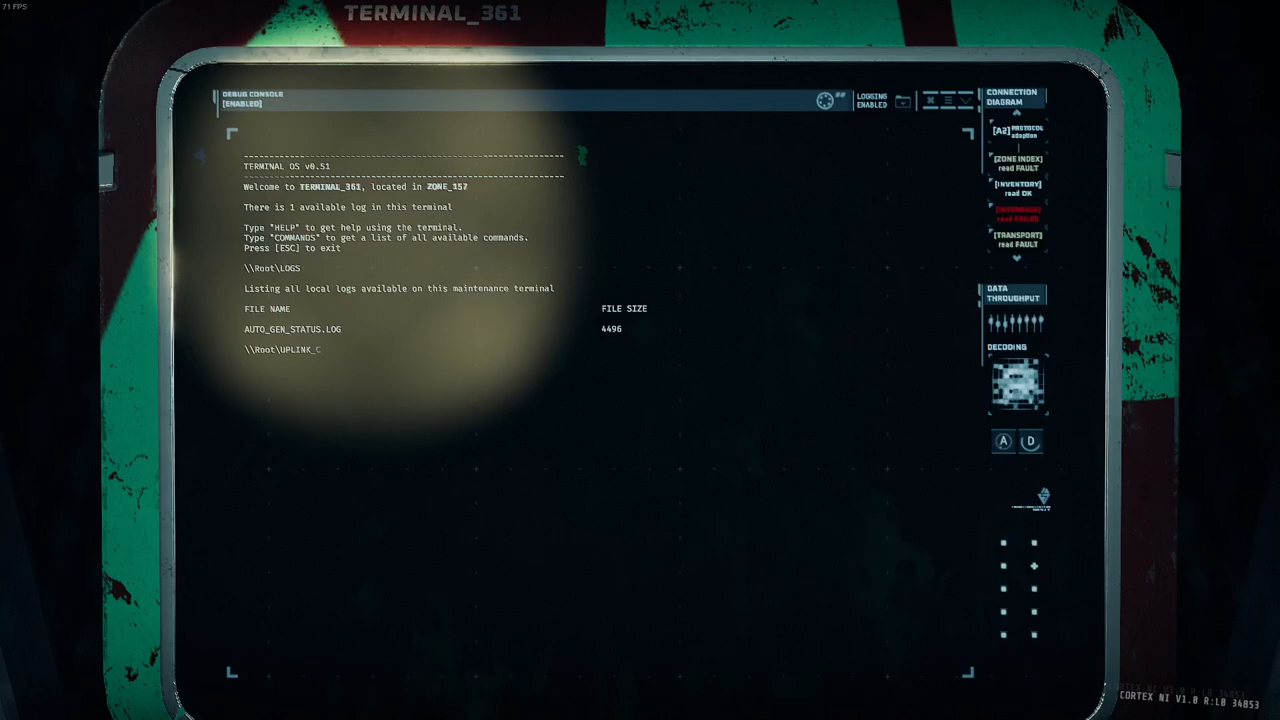 71 FPS
TERMINAL_361
DEBUG CONSOLE
[ENABLED]
LOGGING
ENABLED
--------------------------------------------------------------
TERMINAL OS v0.51
--------------------------------------------------------------
Welcome to TERMINAL_361, located in ZONE_157
There is 1 available log in this terminal
Type "HELP" to get help using the terminal.
Type "COMMANDS" to get a list of all available commands.
Press [ESC] to exit
\\Root\LOGS
Listing all local logs available on this maintenance terminal
FILE NAME FILE SIZE
AUTO_GEN_STATUS.LOG 4496
\\Root\UPLINK_C
CONNECTION
DIAGRAM
[A2] PROTOCOL
adaption
[ZONE INDEX]
read FAULT
[INVENTORY]
read OK
read FAILED
[TRANSPORT]
read FAULT
DATA
THROUGHPUT
DECODING
A D
CORTEX NI V1.0 R:L0 34853